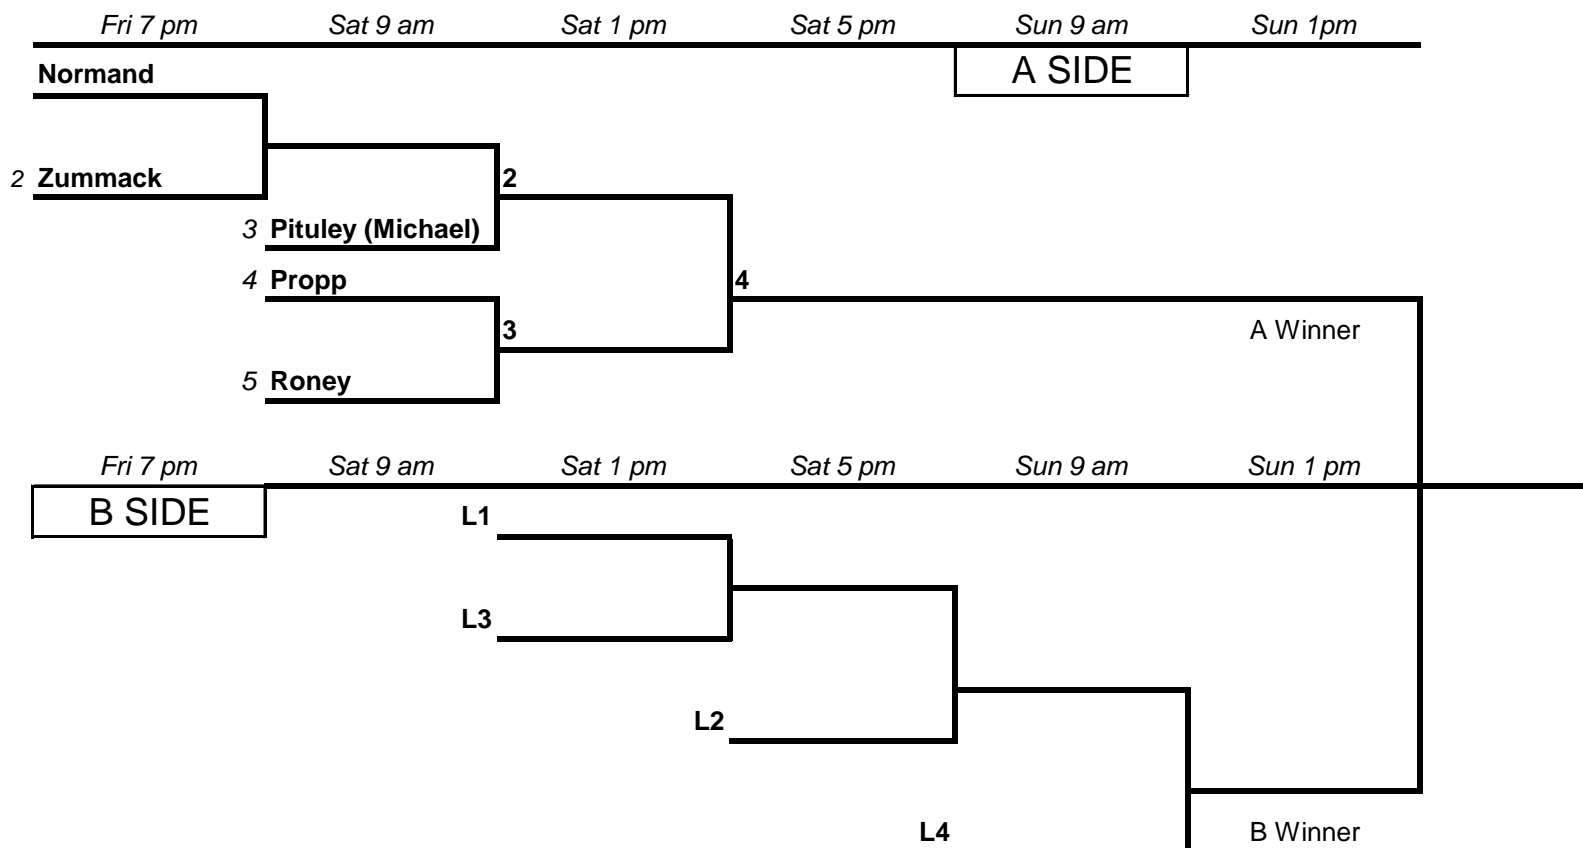 Fri 7 pm Sat 9 am Sat 1 pm Sat 5 pm Sun 9 am Sun 1pm
A SIDE
Normand
2 Zummack
2
3 Pituley (Michael)
4 Propp
4
3
A Winner
5 Roney
Fri 7 pm Sat 9 am Sat 1 pm Sat 5 pm Sun 9 am Sun 1 pm
B SIDE
L1
L3
L2
L4
B Winner